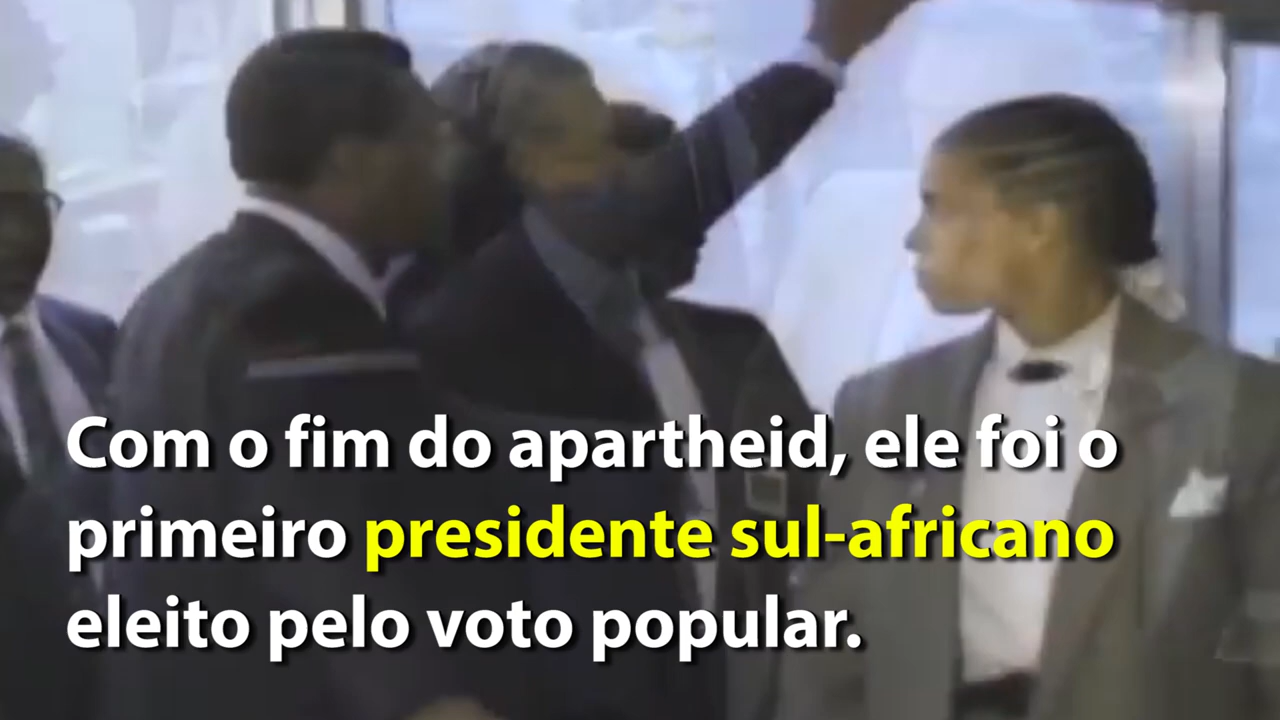 Com o fim do apartheid, ele foi o
primeiro presidente sul-africano
eleito pelo voto popular.